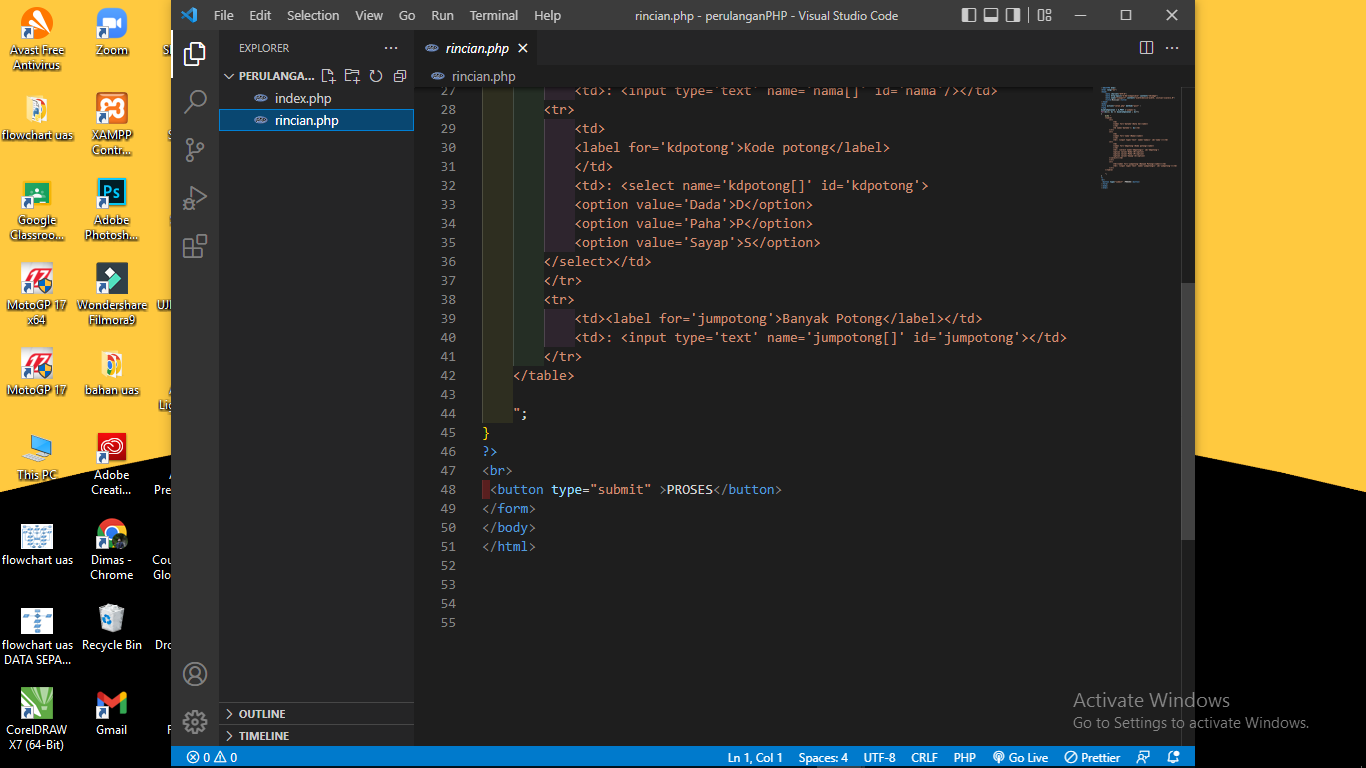 File Edit Selection View Go Run Terminal Help
rincian.php - perulanganPHP - Visual Studio Code
Avast Free
Antivirus
Zoom
flowchart uas
XAMPP
Contr...
Google
Classroo...
Adobe
Photosh...
MotoGP 17
x64
Wondershare
Filmora9
MotoGP 17
bahan uas
This PC
Adobe
Creati...
flowchart uas
Dimas -
Chrome
flowchart uas
DATA SEPA...
Recycle Bin
CorelDRAW
X7 (64-Bit)
Gmail
EXPLORER
PERULANGA...
index.php
rincian.php
OUTLINE
TIMELINE
rincian.php
rincian.php
27 <td>: <input type='text' name='nama[]' id='nama'/></td>
28 <tr>
29 <td>
30 <label for='kdpotong'>Kode potong</label>
31 </td>
32 <td>: <select name='kdpotong[]' id='kdpotong'>
33 <option value='Dada'>D</option>
34 <option value='Paha'>P</option>
35 <option value='Sayap'>S</option>
36 </select></td>
37 </tr>
38 <tr>
39 <td><label for='jumpotong'>Banyak Potong</label></td>
40 <td>: <input type='text' name='jumpotong[]' id='jumpotong'></td>
41 </tr>
42 </table>
43
44 ";
45 }
46 ?>
47 <br>
48 <button type="submit" >PROSES</button>
49 </form>
50 </body>
51 </html>
52
53
54
55
Activate Windows
Go to Settings to activate Windows.
0 0
Ln 1, Col 1 Spaces: 4 UTF-8 CRLF PHP Go Live Prettier